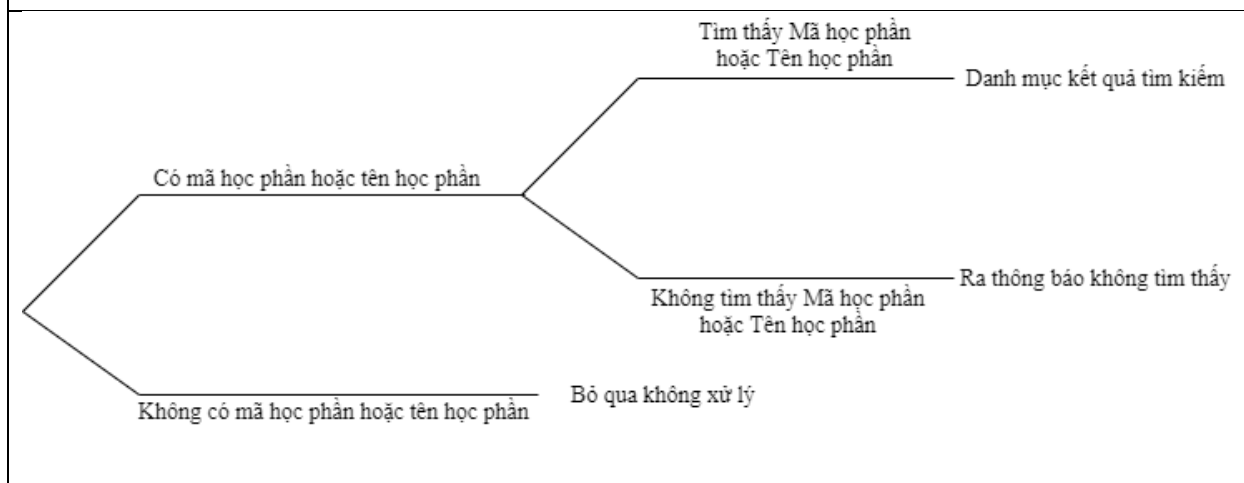 Tìm thấy Mã học phần
hoặc Tên học phần
Danh mục kết quả tìm kiếm
Có mã học phần hoặc tên học phần
Ra thông báo không tìm thấy
Không tìm thấy Mã học phần
hoặc Tên học phần
Bỏ qua không xử lý
Không có mã học phần hoặc tên học phần